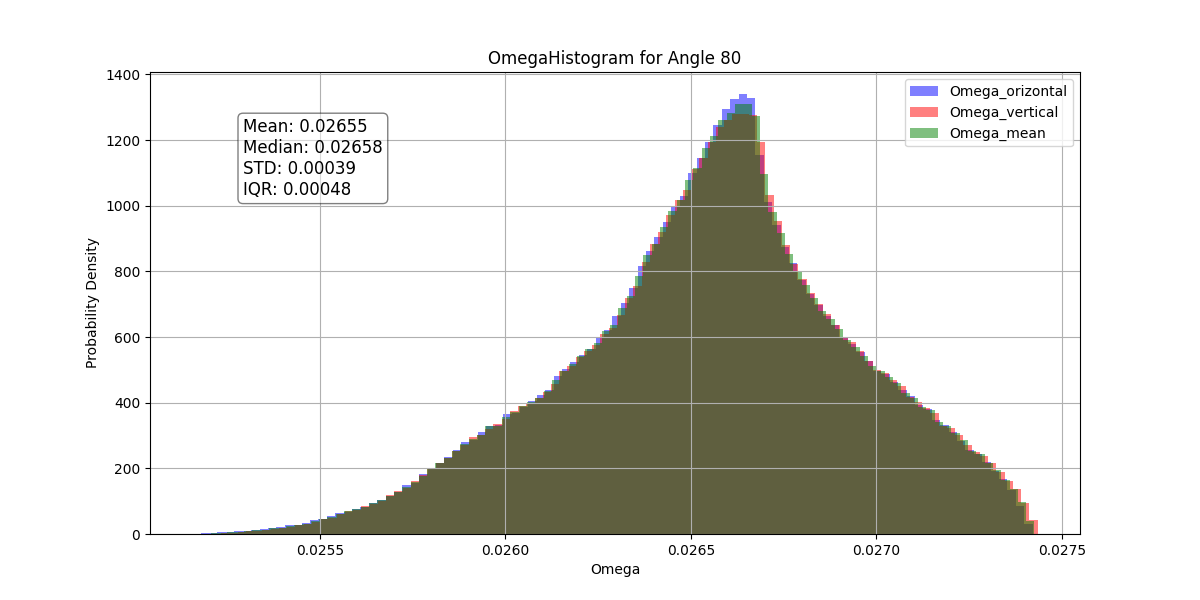 OmegaHistogram for Angle 80
1400
1200
1000
800
600
400
200
0
Probability Density
Mean: 0.02655
Median: 0.02658
STD: 0.00039
IQR: 0.00048
Omega_orizontal
Omega_vertical
Omega_mean
0.0255
0.0260
0.0265
0.0270
0.0275
Omega